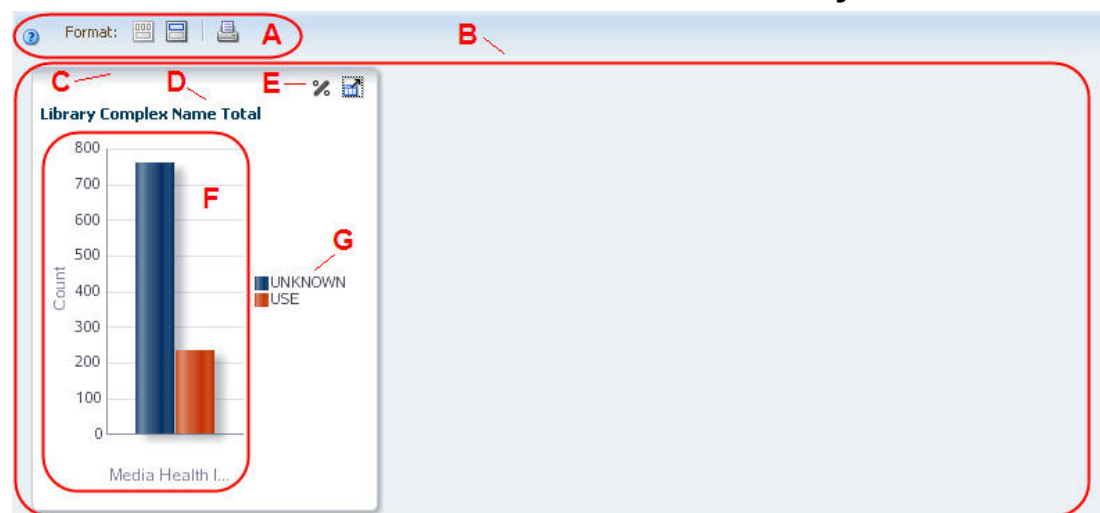 Format:
A
B
C
D
E
Library Complex Name Total
800
700
F
600
500
G
Count
UNKNOWN
400
USE
300
200
100
0
Media Health I...